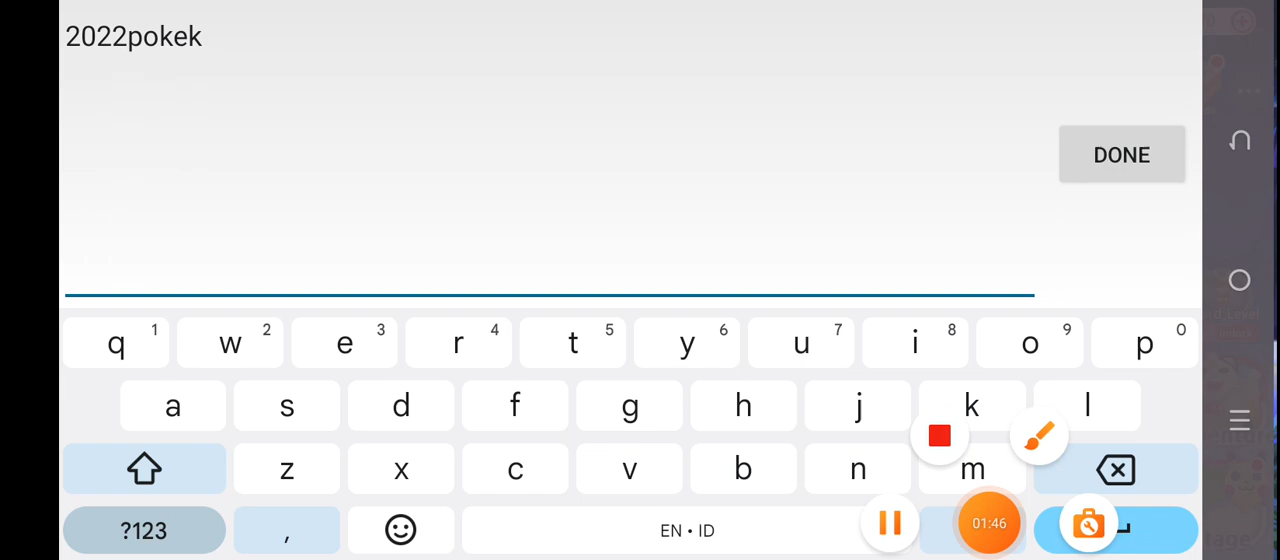 2022pokek
DONE
q 1 w 2 e 3 r 4 t 5 y 6 u 7 i 8 o 9 p 0
a s d f g h j k l
z x c v b n m
?123 , EN • ID 01:46